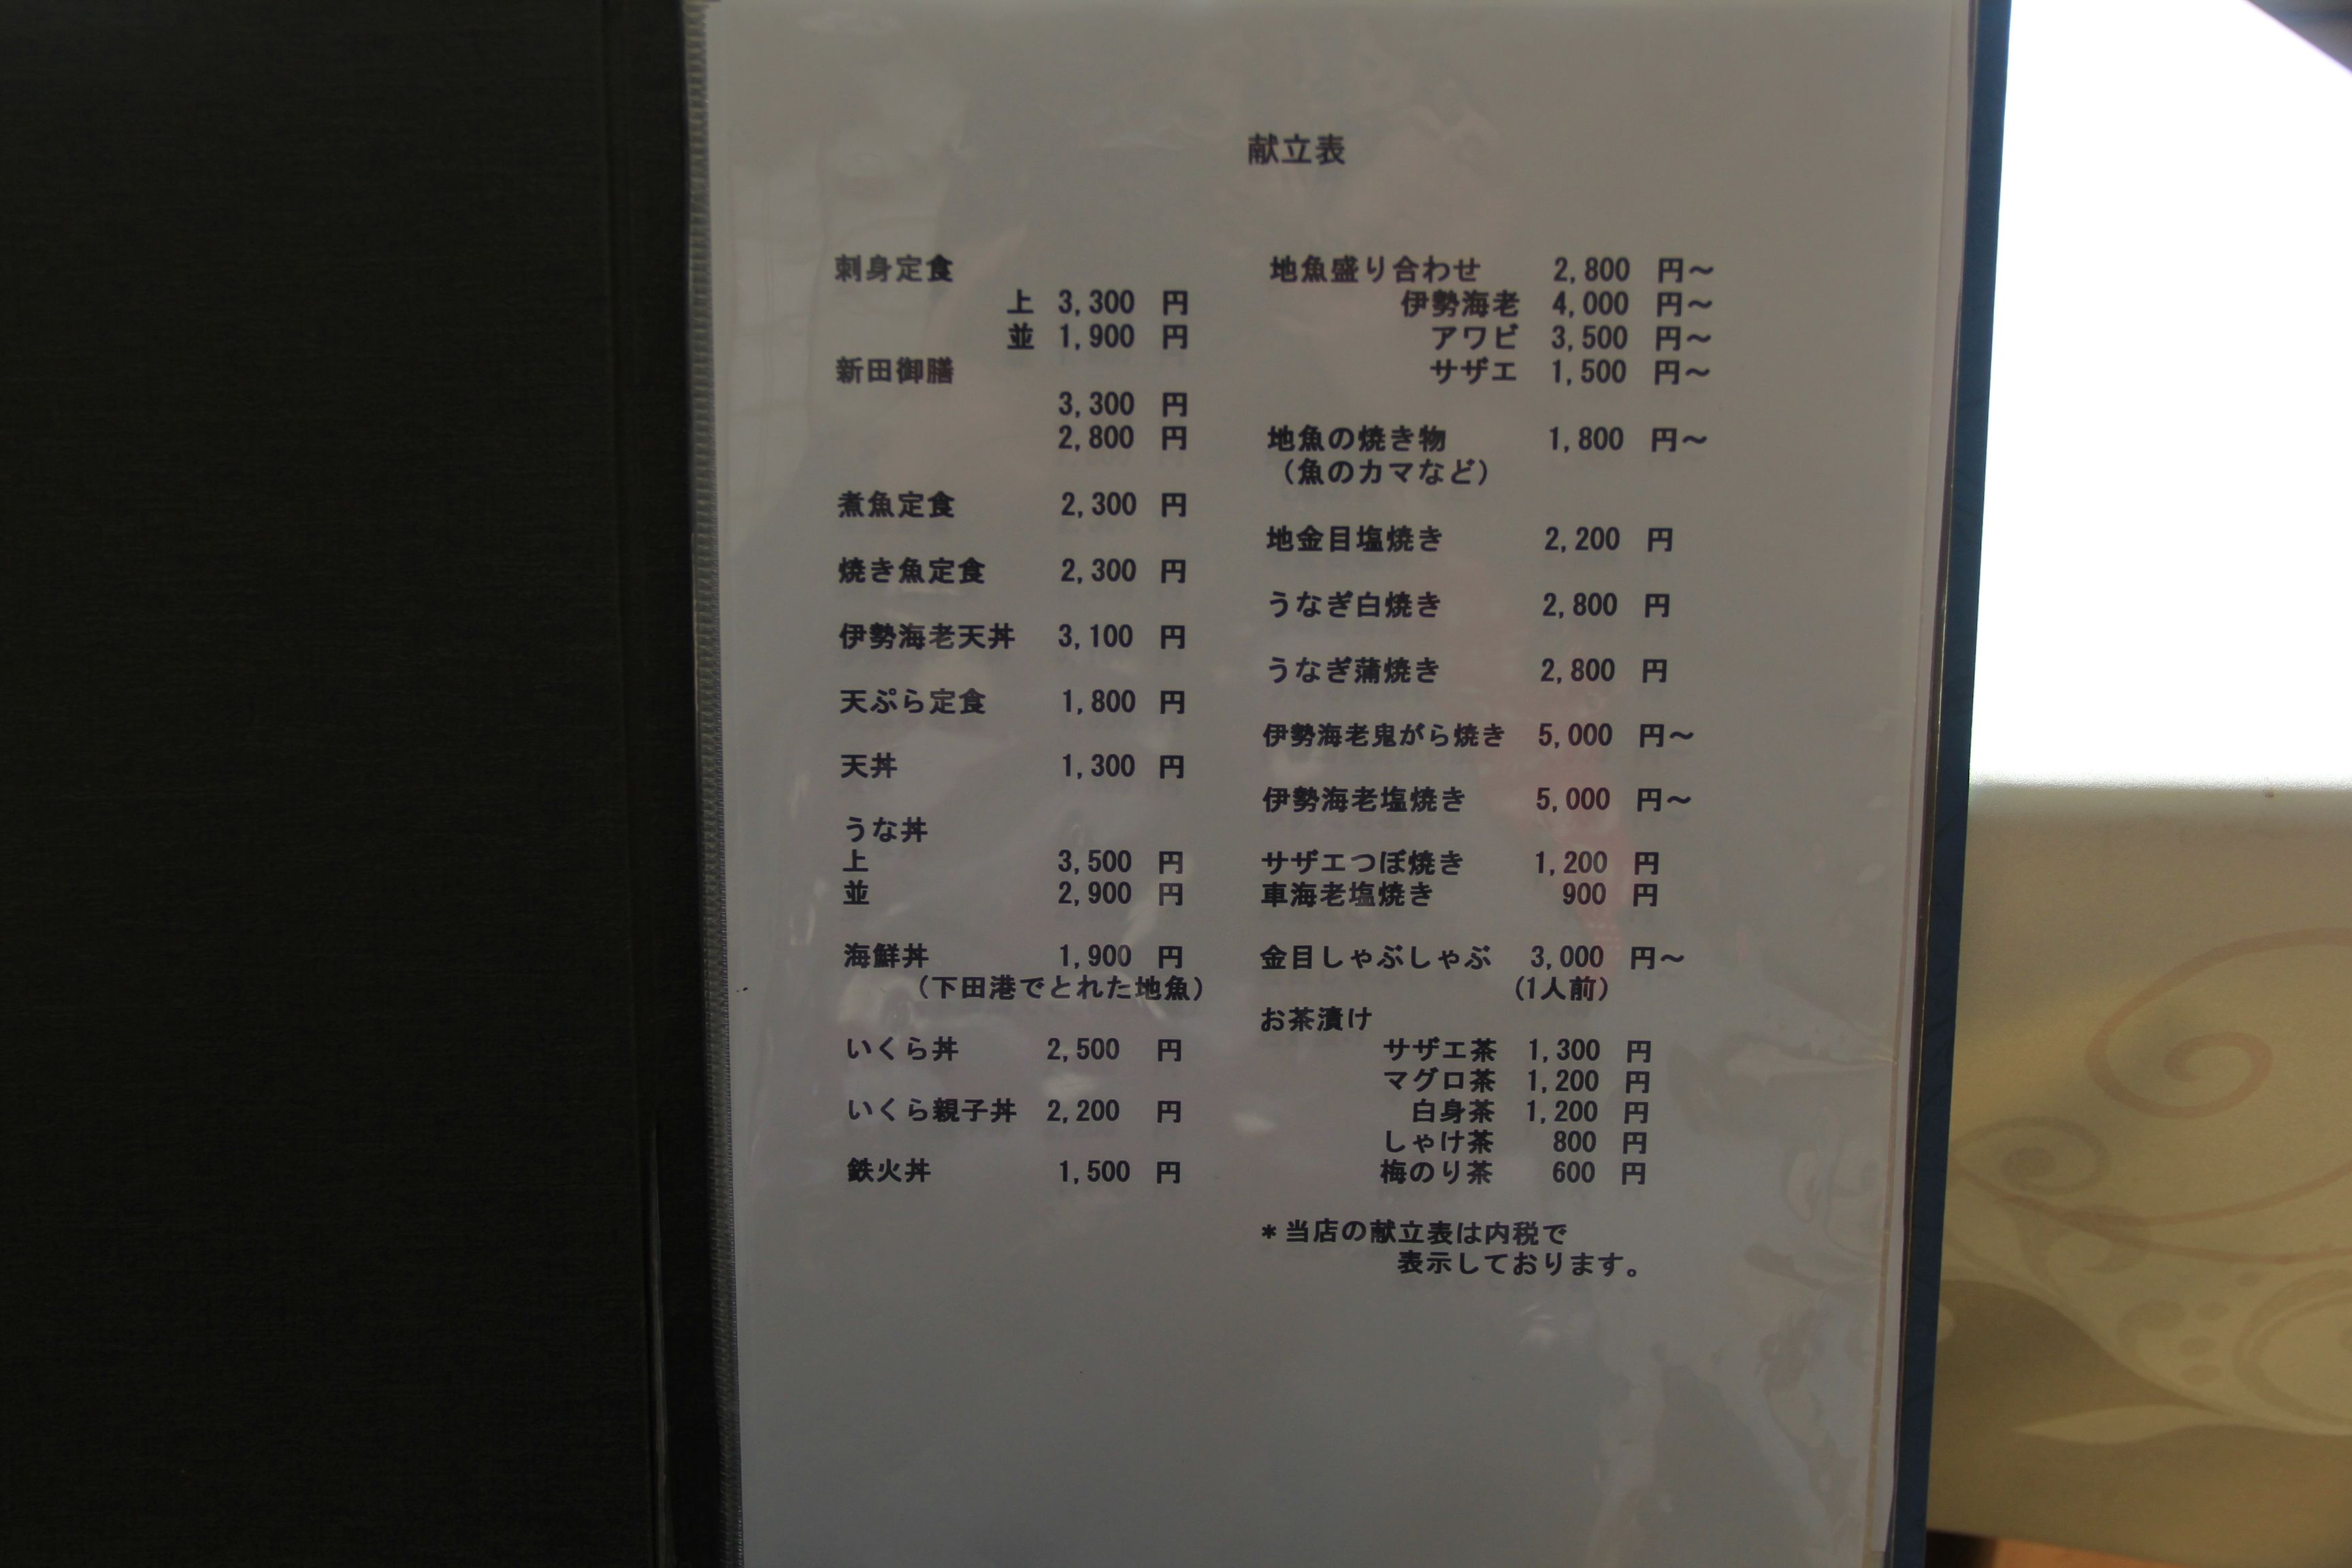 献立表
刺身定食
上 3,300 円
並 1,900 円
新田御膳
3,300 円
2,800 円
煮魚定食 2,300 円
焼き魚定食 2,300 円
伊勢海老天丼 3,100 円
天ぷら定食 1,800 円
天丼 1,300 円
うな丼
上 3,500 円
並 2,900 円
海鮮丼 1,900 円
（下田港でとれた地魚）
いくら丼 2,500 円
いくら親子丼 2,200 円
鉄火丼 1,500 円
地魚盛り合わせ 2,800 円～
伊勢海老 4,000 円～
アワビ 3,500 円～
サザエ 1,500 円～
地魚の焼き物 1,800 円～
（魚のカマなど）
地金目塩焼き 2,200 円
うなぎ白焼き 2,800 円
うなぎ蒲焼き 2,800 円
伊勢海老鬼がら焼き 5,000 円～
伊勢海老塩焼き 5,000 円～
サザエつぼ焼き 1,200 円
車海老塩焼き 900 円
金目しゃぶしゃぶ 3,000 円～
(1人前)
お茶漬け
サザエ茶 1,300 円
マグロ茶 1,200 円
白身茶 1,200 円
しゃけ茶 800 円
梅のり茶 600 円
＊当店の献立表は内税で
表示しております。